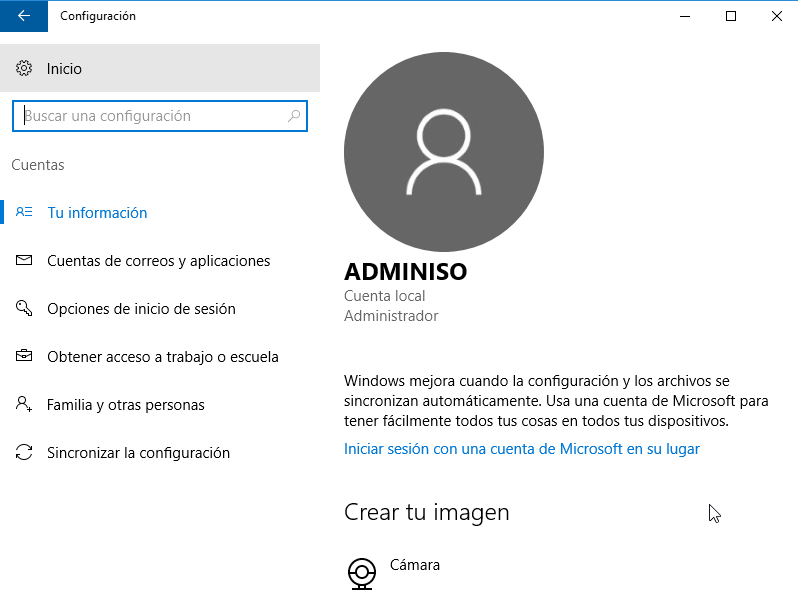 Configuración
Inicio
Buscar una configuración
Cuentas
Tu información
Cuentas de correos y aplicaciones
Opciones de inicio de sesión
Obtener acceso a trabajo o escuela
Familia y otras personas
Sincronizar la configuración
ADMINISO
Cuenta local
Administrador
Windows mejora cuando la configuración y los archivos se
sincronizan automáticamente. Usa una cuenta de Microsoft para
tener fácilmente todos tus cosas en todos tus dispositivos.
Iniciar sesión con una cuenta de Microsoft en su lugar
Crear tu imagen
Cámara